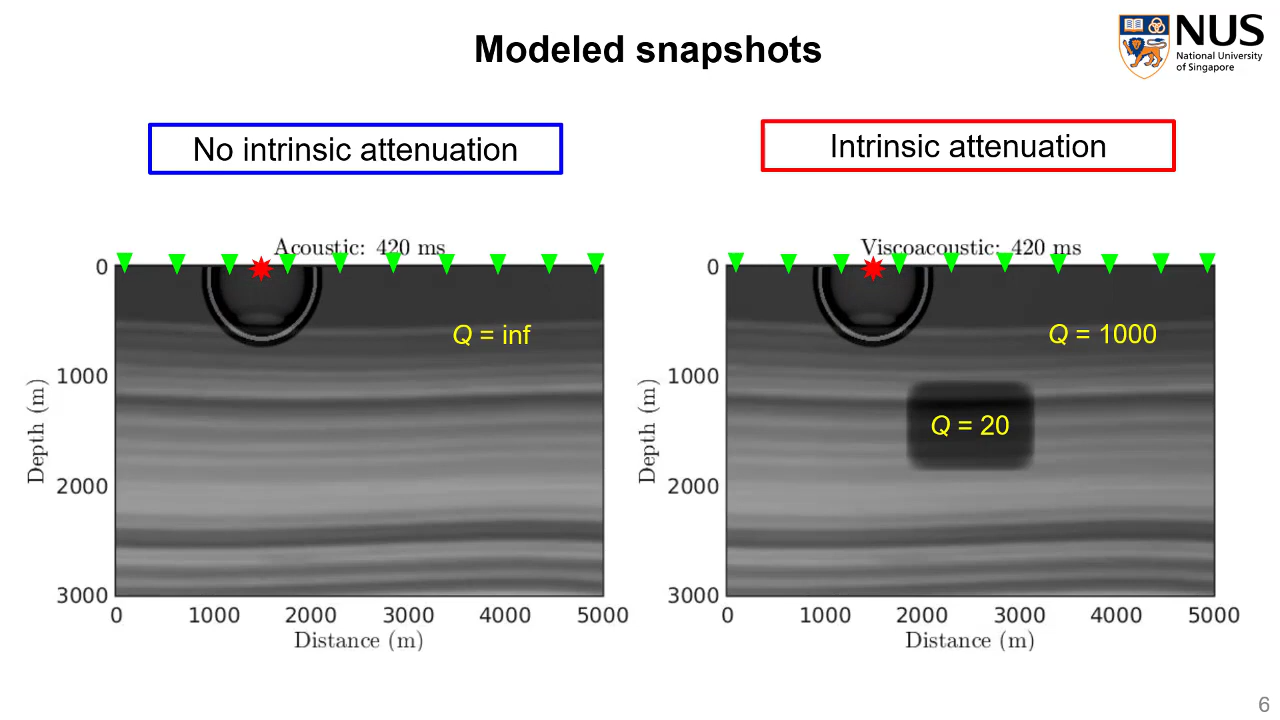 Modeled snapshots
NUS
National University
of Singapore
No intrinsic attenuation
Intrinsic attenuation
Acoustic: 420 ms
0
1000
2000
3000
Depth (m)
Q = inf
0
1000
2000
3000
4000
5000
Distance (m)
Viscoacoustic: 420 ms
0
1000
2000
3000
Depth (m)
Q = 1000
Q = 20
0
1000
2000
3000
4000
5000
Distance (m)
6